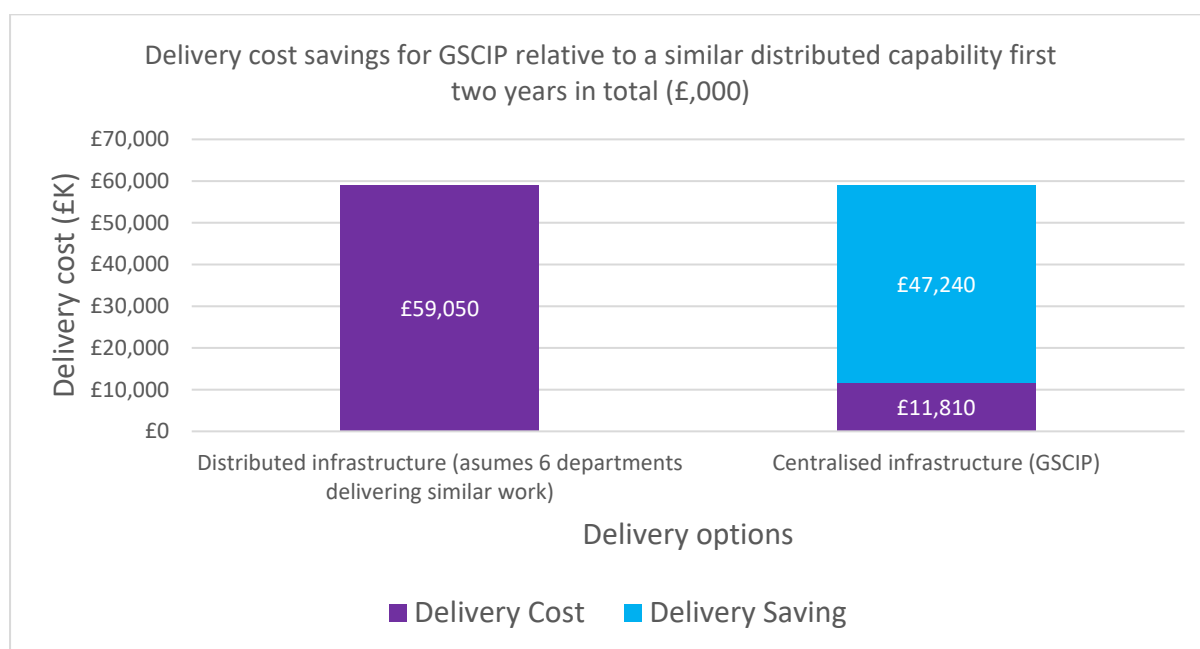 Delivery cost savings for GSCIP relative to a similar distributed capability first
two years in total (£,000)
Delivery cost (£K)
£70,000
£60,000
£50,000
£40,000
£30,000
£20,000
£10,000
£0
£59,050
£47,240
£11,810
Distributed infrastructure (asumes 6 departments
delivering similar work)
Centralised infrastructure (GSCIP)
Delivery options
Delivery Cost
Delivery Saving